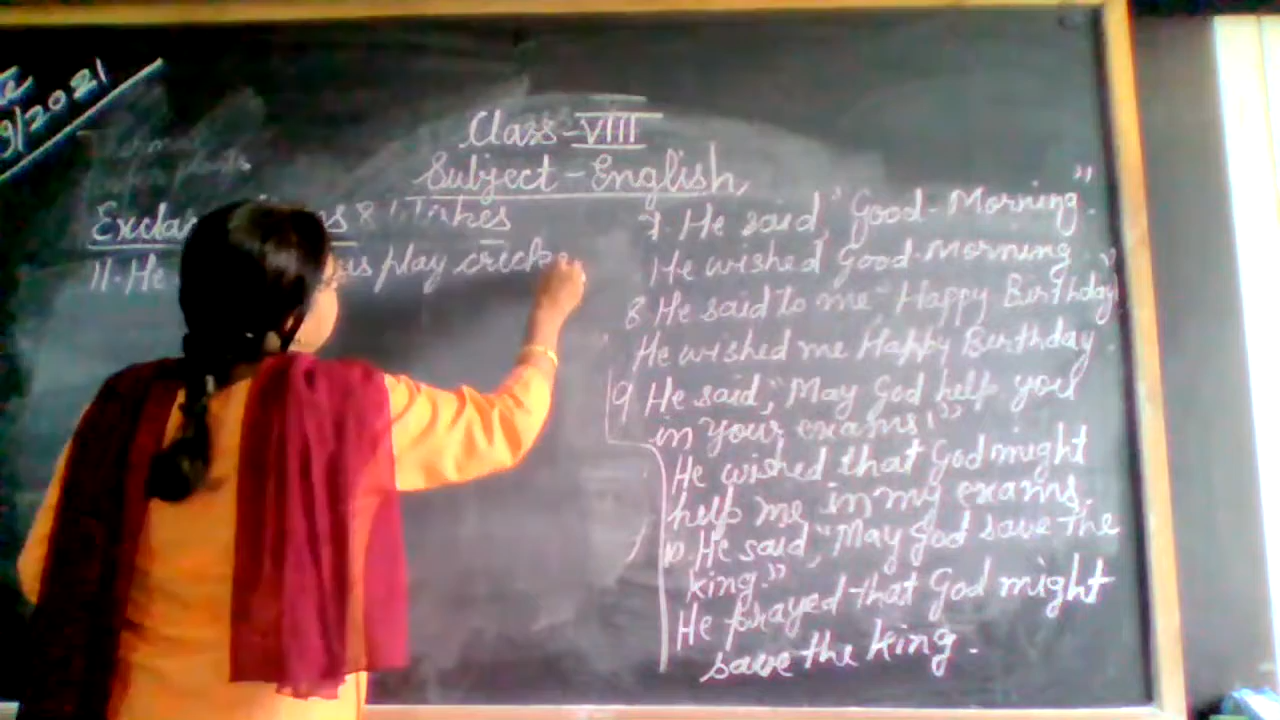 9/2021
Class-VIII
Subject-English
& Wishes
11. He us play cricke
7. He said, "Good-Morning."
He wished Good-Morning
8. He said to me "Happy Birthday"
He wished me Happy Birthday.
9 He said, "May God help you
in your exams!"
He wished that God might
help me in my exams.
10. He said, "May God save the
king."
He prayed that God might
save the king.